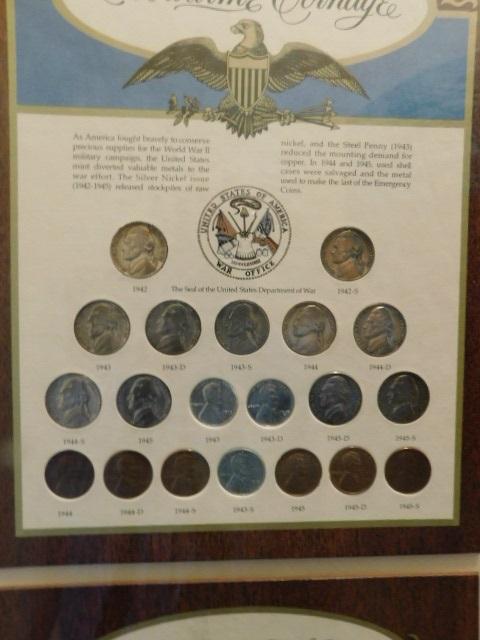 Wartime Coinage
As America fought bravely to conserve
precious supplies for the World War II
military campaign, the United States
must diverted valuable metals to the
war effort. The Silver Nickel issue
(1942-1945) released stockpiles of raw
nickel, and the Steel Penny (1943)
reduced the mounting demand for
copper. In 1944 and 1945, used shell
cases were salvaged and the metal
used to make the last of the Emergency
Coins.
UNITED STATES OF AMERICA
WAR OFFICE
1942 The Seal of the United States Department of War 1942-S
1943 1943-D 1943-S 1944 1944-D
1944-S 1945 1943 1943-D 1945-D 1945-S
1944 1944-D 1944-S 1943-S 1945 1945-D 1945-S